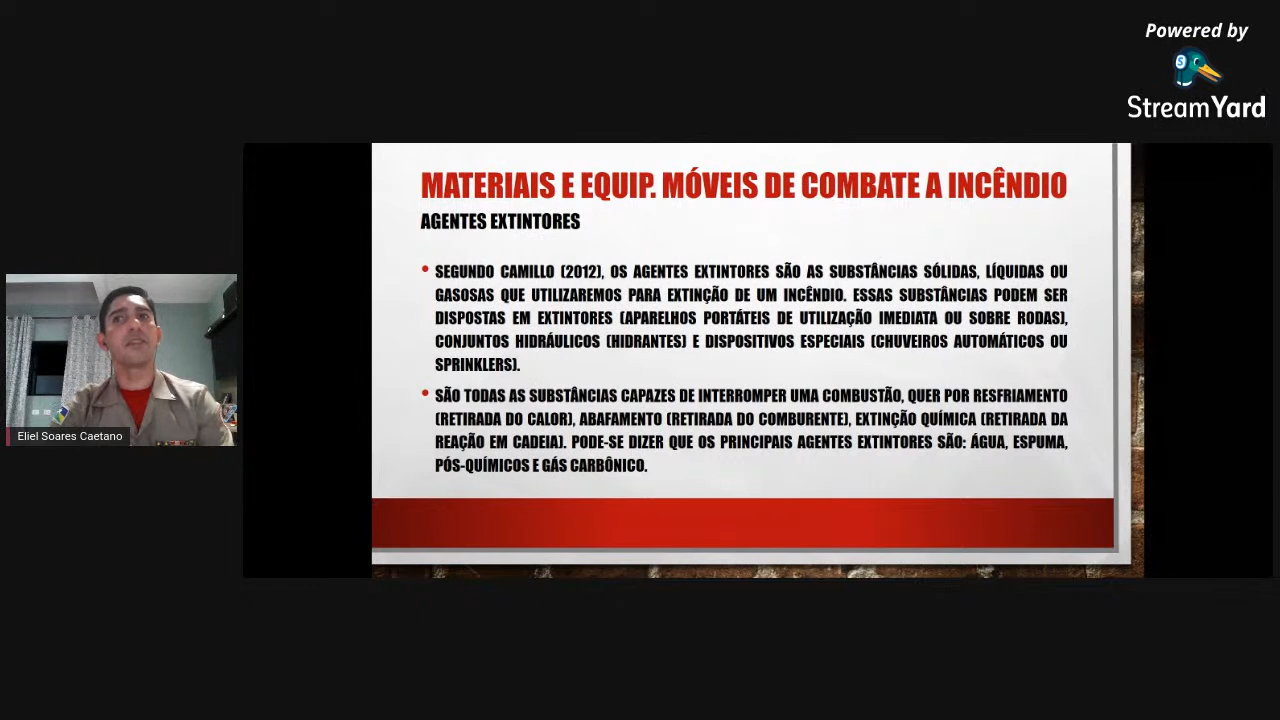 Powered by
StreamYard
MATERIAIS E EQUIP. MÓVEIS DE COMBATE A INCÊNDIO
AGENTES EXTINTORES
• SEGUNDO CAMILLO (2012), OS AGENTES EXTINTORES SÃO AS SUBSTÂNCIAS SÓLIDAS, LÍQUIDAS OU
GASOSAS QUE UTILIZAREMOS PARA EXTINÇÃO DE UM INCÊNDIO. ESSAS SUBSTÂNCIAS PODEM SER
DISPOSTAS EM EXTINTORES (APARELHOS PORTÁTEIS DE UTILIZAÇÃO IMEDIATA OU SOBRE RODAS),
CONJUNTOS HIDRÁULICOS (HIDRANTES) E DISPOSITIVOS ESPECIAIS (CHUVEIROS AUTOMÁTICOS OU
SPRINKLERS).
• SÃO TODAS AS SUBSTÂNCIAS CAPAZES DE INTERROMPER UMA COMBUSTÃO, QUER POR RESFRIAMENTO
(RETIRADA DO CALOR), ABAFAMENTO (RETIRADA DO COMBURENTE), EXTINÇÃO QUÍMICA (RETIRADA DA
REAÇÃO EM CADEIA). PODE-SE DIZER QUE OS PRINCIPAIS AGENTES EXTINTORES SÃO: ÁGUA, ESPUMA,
PÓS-QUÍMICOS E GÁS CARBÔNICO.
Eliel Soares Caetano